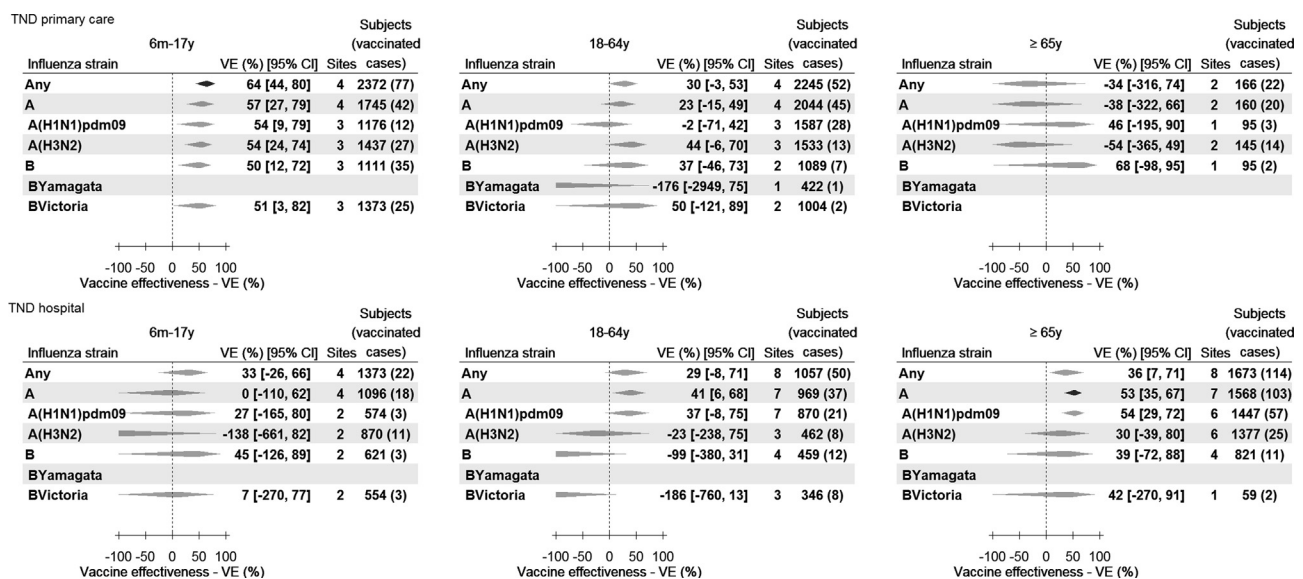 TND primary care
6m-17y
Subjects
(vaccinated
Influenza strain VE (%) [95% CI] Sites cases)
Any 64 [44, 80] 4 2372 (77)
A 57 [27, 79] 4 1745 (42)
A(H1N1)pdm09 54 [9, 79] 3 1176 (12)
A(H3N2) 54 [24, 74] 3 1437 (27)
B 50 [12, 72] 3 1111 (35)
BYamagata
BVictoria 51 [3, 82] 3 1373 (25)
-100 -50 0 50 100
Vaccine effectiveness - VE (%)
18-64y
Subjects
(vaccinated
Influenza strain VE (%) [95% CI] Sites cases)
Any 30 [-3, 53] 4 2245 (52)
A 23 [-15, 49] 4 2044 (45)
A(H1N1)pdm09 -2 [-71, 42] 3 1587 (28)
A(H3N2) 44 [-6, 70] 3 1533 (13)
B 37 [-46, 73] 2 1089 (7)
BYamagata -176 [-2949, 75] 1 422 (1)
BVictoria 50 [-121, 89] 2 1004 (2)
-100 -50 0 50 100
Vaccine effectiveness - VE (%)
≥ 65y
Subjects
(vaccinated
Influenza strain VE (%) [95% CI] Sites cases)
Any -34 [-316, 74] 2 166 (22)
A -38 [-322, 66] 2 160 (20)
A(H1N1)pdm09 46 [-195, 90] 1 95 (3)
A(H3N2) -54 [-365, 49] 2 145 (14)
B 68 [-98, 95] 1 95 (2)
BYamagata
BVictoria
-100 -50 0 50 100
Vaccine effectiveness - VE (%)
TND hospital
6m-17y
Subjects
(vaccinated
Influenza strain VE (%) [95% CI] Sites cases)
Any 33 [-26, 66] 4 1373 (22)
A 0 [-110, 62] 4 1096 (18)
A(H1N1)pdm09 27 [-165, 80] 2 574 (3)
A(H3N2) -138 [-661, 82] 2 870 (11)
B 45 [-126, 89] 2 621 (3)
BYamagata
BVictoria 7 [-270, 77] 2 554 (3)
-100 -50 0 50 100
Vaccine effectiveness - VE (%)
18-64y
Subjects
(vaccinated
Influenza strain VE (%) [95% CI] Sites cases)
Any 29 [-8, 71] 8 1057 (50)
A 41 [6, 68] 7 969 (37)
A(H1N1)pdm09 37 [-8, 75] 7 870 (21)
A(H3N2) -23 [-238, 75] 3 462 (8)
B -99 [-380, 31] 4 459 (12)
BYamagata
BVictoria -186 [-760, 13] 3 346 (8)
-100 -50 0 50 100
Vaccine effectiveness - VE (%)
≥ 65y
Subjects
(vaccinated
Influenza strain VE (%) [95% CI] Sites cases)
Any 36 [7, 71] 8 1673 (114)
A 53 [35, 67] 7 1568 (103)
A(H1N1)pdm09 54 [29, 72] 6 1447 (57)
A(H3N2) 30 [-39, 80] 6 1377 (25)
B 39 [-72, 88] 4 821 (11)
BYamagata
BVictoria 42 [-270, 91] 1 59 (2)
-100 -50 0 50 100
Vaccine effectiveness - VE (%)